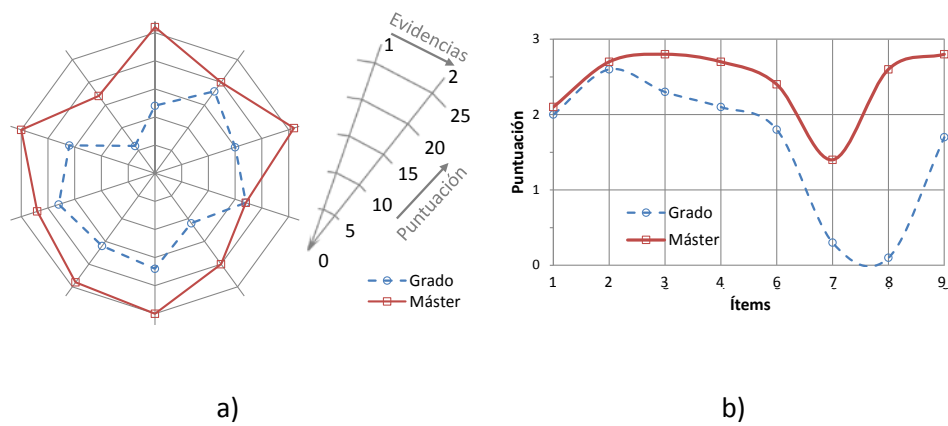 Evidencias
1
2
25
20
15
10
5
0
Puntuación
Grado
Máster
a)
Puntuación
3
2
1
0
Grado
Máster
1 2 3 4 6 7 8 9
Ítems
b)